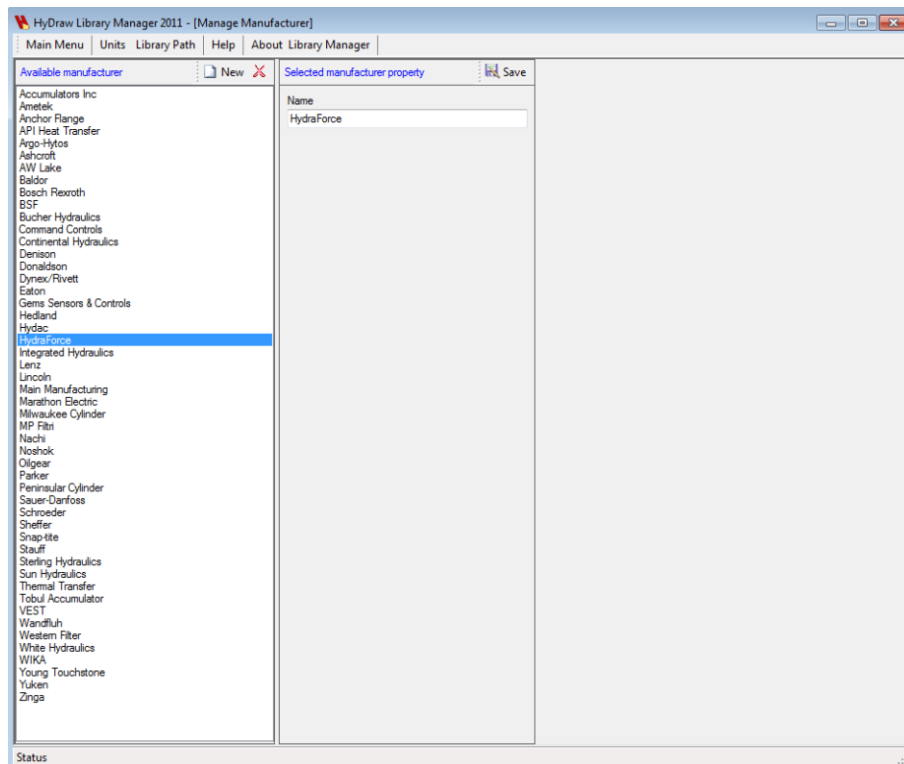 HyDraw Library Manager 2011 - [Manage Manufacturer]
Main Menu Units Library Path Help About Library Manager
Available manufacturer New Selected manufacturer property Save
Name
HydraForce
Accumulators Inc
Ametek
Anchor Flange
API Heat Transfer
Argo-Hytos
Ashcroft
AW Lake
Baldor
Bosch Rexroth
BSF
Bucher Hydraulics
Command Controls
Continental Hydraulics
Denison
Donaldson
Dynex/Rivett
Eaton
Gems Sensors & Controls
Hedland
Hydac
HydraForce
Integrated Hydraulics
Lenz
Lincoln
Main Manufacturing
Marathon Electric
Milwaukee Cylinder
MP Filtri
Nachi
Noshok
Oilgear
Parker
Peninsular Cylinder
Sauer-Danfoss
Schroeder
Sheffer
Snap-tite
Stauff
Sterling Hydraulics
Sun Hydraulics
Thermal Transfer
Tobul Accumulator
VEST
Wandfluh
Western Filter
White Hydraulics
WIKA
Young Touchstone
Yuken
Zinga
Status